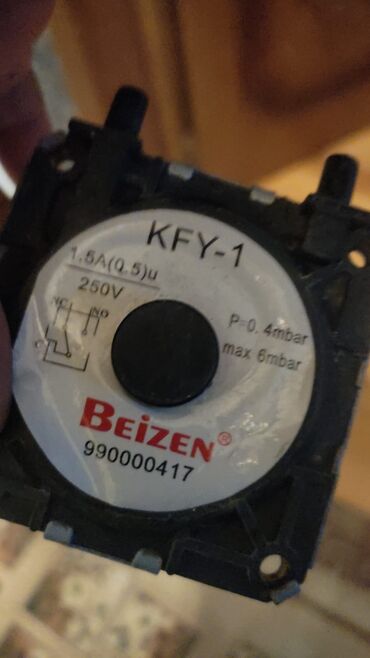 KFY-1
1.5A(0.5)u
250V
NC NO
P=0.4mbar
max 6mbar
BEIZEN®
990000417